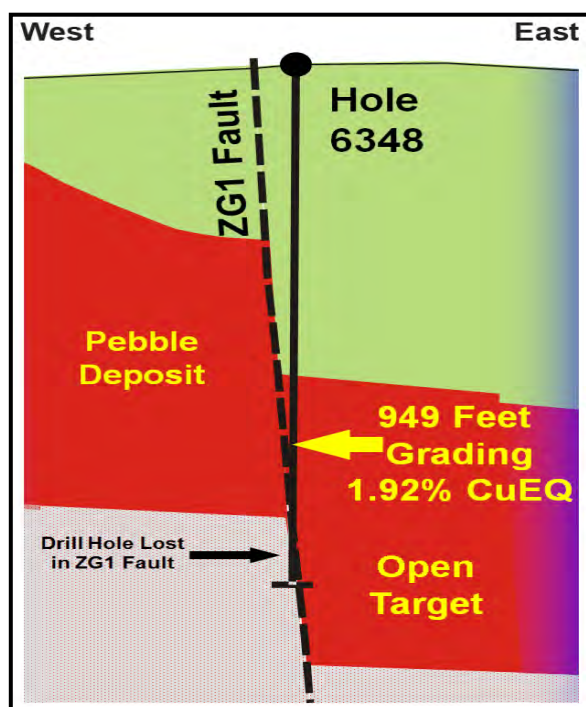 West
East
ZG1 Fault
Hole
6348
Pebble
Deposit
949 Feet
Grading
1.92% CuEQ
Drill Hole Lost
in ZG1 Fault
Open
Target